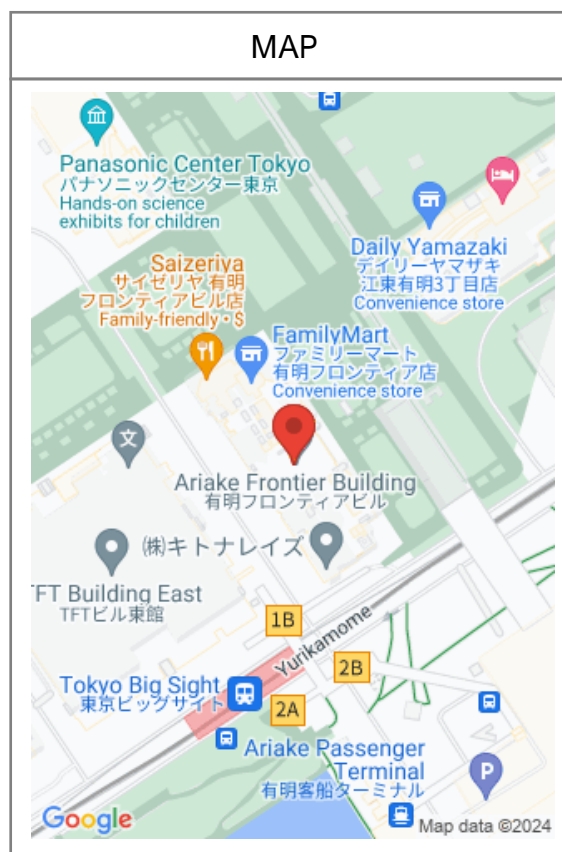 MAP
Panasonic Center Tokyo
パナソニックセンター東京
Hands-on science
exhibits for children
Daily Yamazaki
デイリーヤマザキ
江東有明3丁目店
Convenience store
Saizeriya
サイゼリヤ 有明
フロンティアビル店
Family-friendly • $
FamilyMart
ファミリーマート
有明フロンティア店
Convenience store
文
Ariake Frontier Building
有明フロンティアビル
㈱キトナレイズ
TFT Building East
TFTビル東館
1B
Yurikamome
2B
Tokyo Big Sight
東京ビッグサイト
2A
Ariake Passenger
Terminal
有明客船ターミナル
P
Google
Map data ©2024